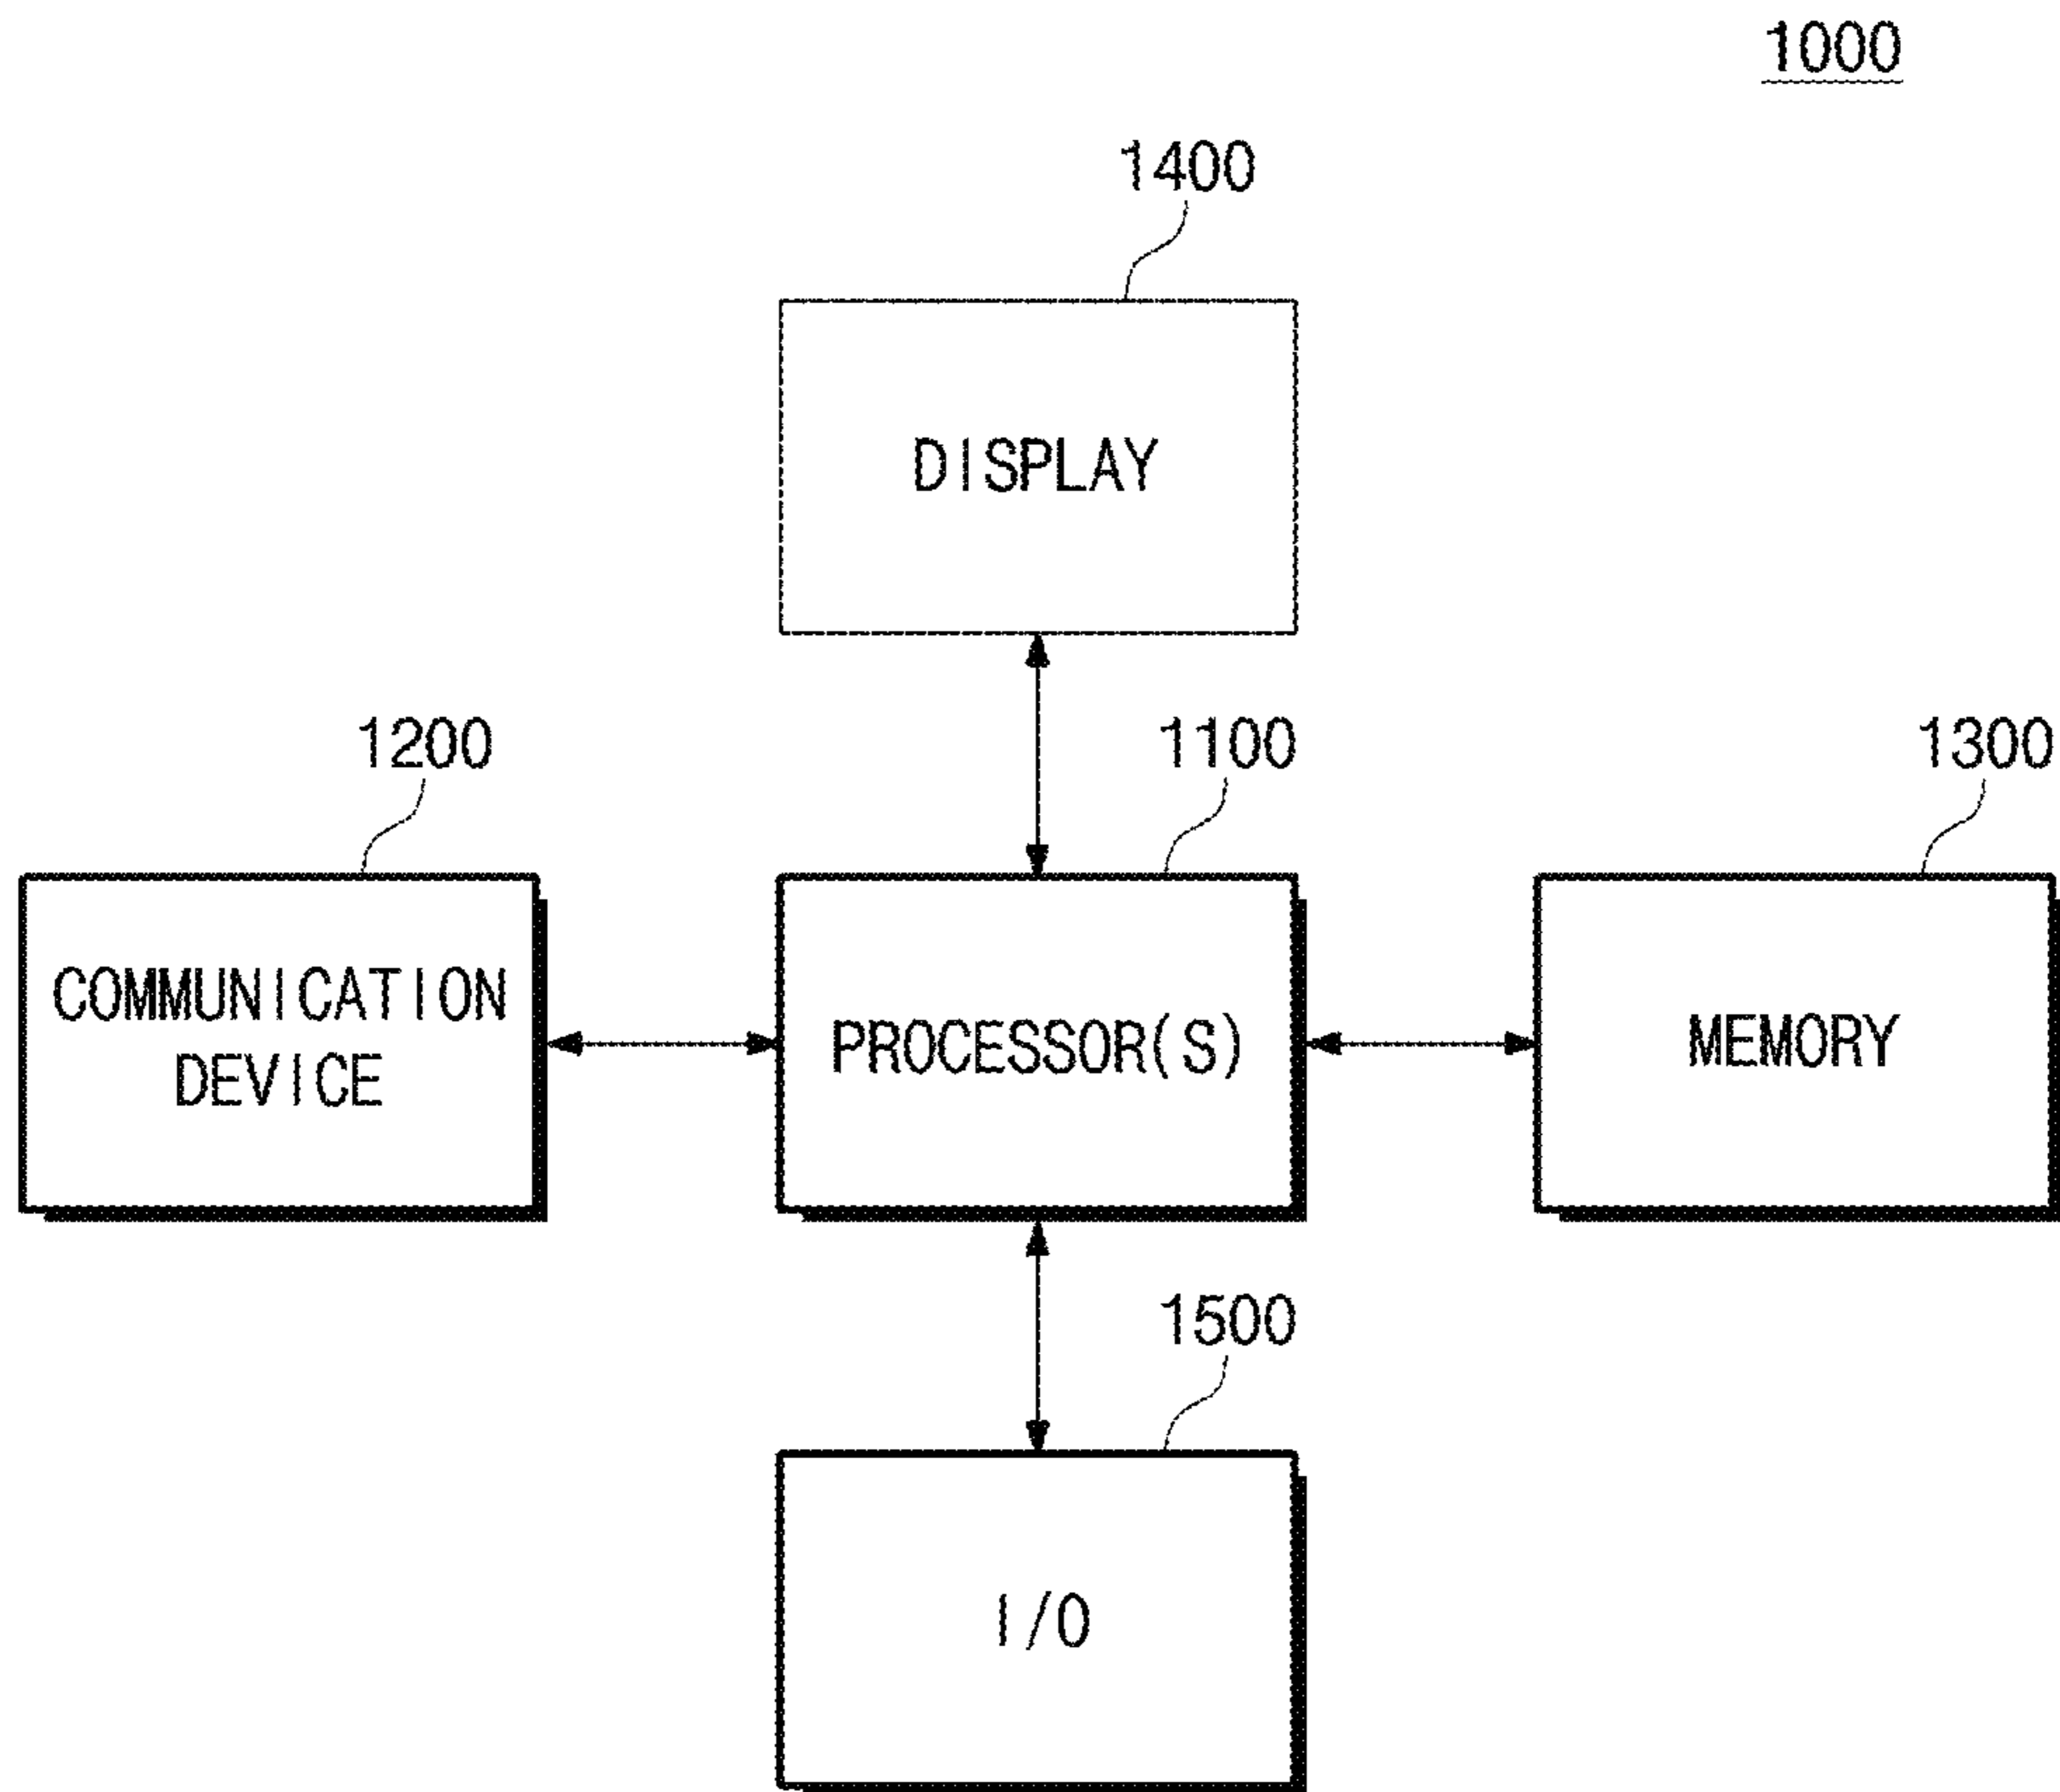 1000
1400
DISPLAY
1200
1100
1300
COMMUNICATION
DEVICE
PROCESSOR(S)
MEMORY
1500
I/O